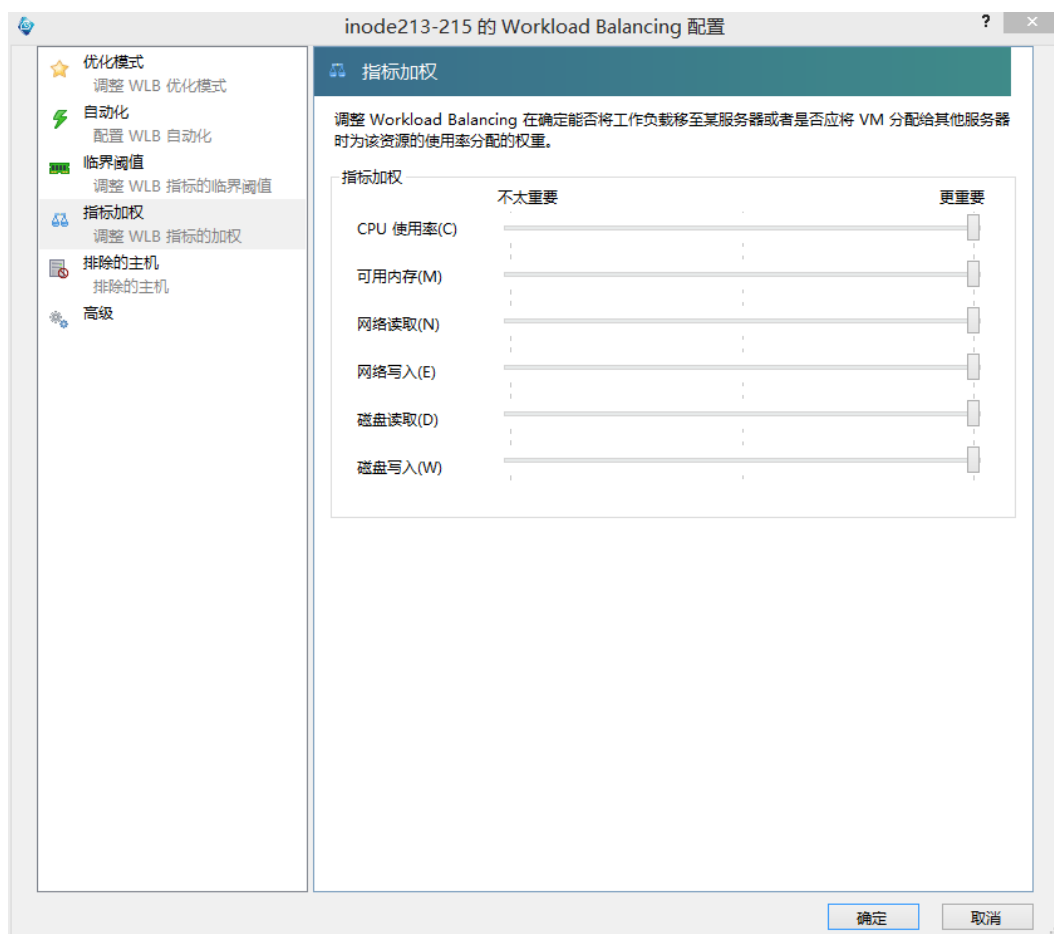 inode213-215 的 Workload Balancing 配置
?
优化模式
调整 WLB 优化模式
自动化
配置 WLB 自动化
临界阈值
调整 WLB 指标的临界阈值
指标加权
调整 WLB 指标的加权
排除的主机
排除的主机
高级
指标加权
调整 Workload Balancing 在确定能否将工作负载移至某服务器或者是否应将 VM 分配给其他服务器
时为该资源的使用率分配的权重。
指标加权
不太重要 更重要
CPU 使用率(C)
可用内存(M)
网络读取(N)
网络写入(E)
磁盘读取(D)
磁盘写入(W)
确定 取消